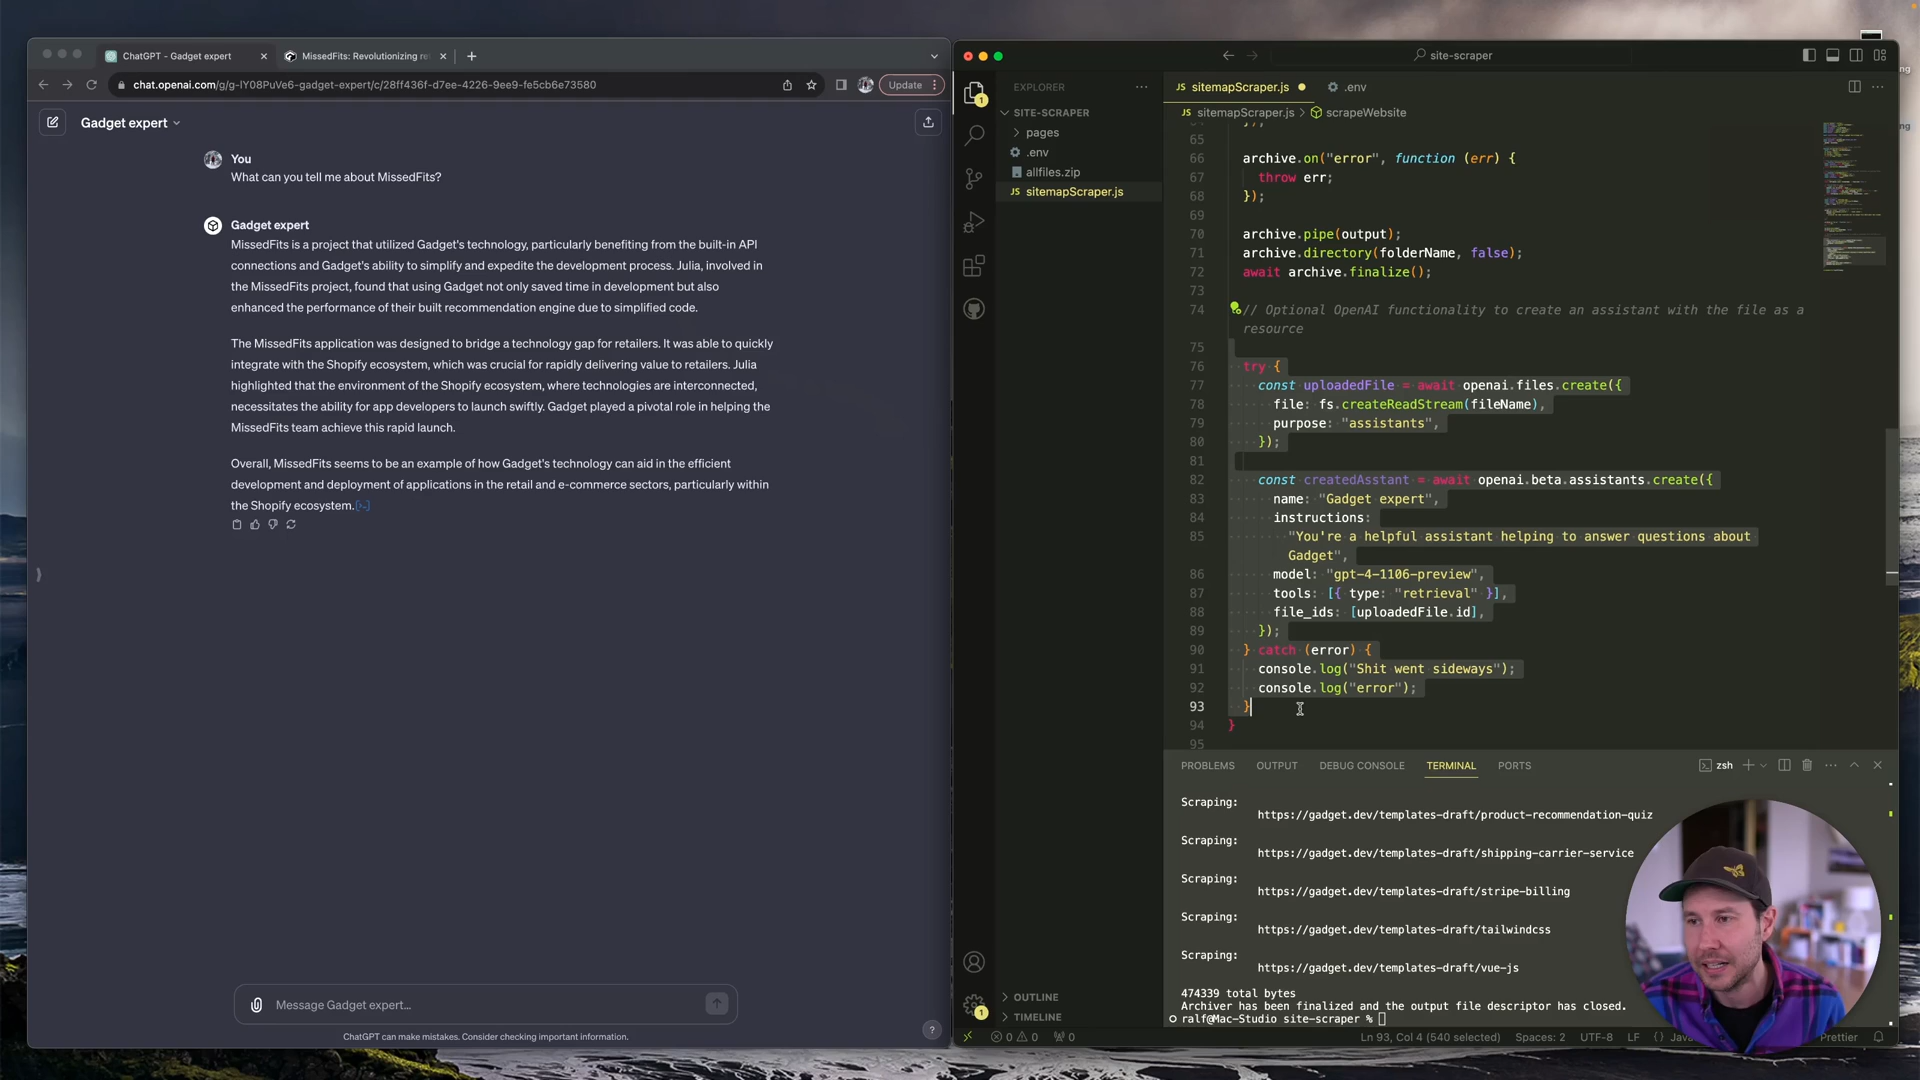 ChatGPT - Gadget expert
MissedFits: Revolutionizing re
chat.openai.com/g/g-lY08PuVe6-gadget-expert/c/28ff436f-d7ee-4226-9ee9-fe5cb6e73580
Update
Gadget expert
You
What can you tell me about MissedFits?
Gadget expert
MissedFits is a project that utilized Gadget's technology, particularly benefiting from the built-in API
connections and Gadget's ability to simplify and expedite the development process. Julia, involved in
the MissedFits project, found that using Gadget not only saved time in development but also
enhanced the performance of their built recommendation engine due to simplified code.
The MissedFits application was designed to bridge a technology gap for retailers. It was able to quickly
integrate with the Shopify ecosystem, which was crucial for rapidly delivering value to retailers. Julia
highlighted that the environment of the Shopify ecosystem, where technologies are interconnected,
necessitates the ability for app developers to launch swiftly. Gadget played a pivotal role in helping the
MissedFits team achieve this rapid launch.
Overall, MissedFits seems to be an example of how Gadget's technology can aid in the efficient
development and deployment of applications in the retail and e-commerce sectors, particularly within
the Shopify ecosystem.[-]
Message Gadget expert...
ChatGPT can make mistakes. Consider checking important information.
?
site-scraper
EXPLORER
SITE-SCRAPER
pages
.env
allfiles.zip
JS sitemapScraper.js
OUTLINE
TIMELINE
1
1
JS sitemapScraper.js
.env
JS sitemapScraper.js > scrapeWebsite
65
66 archive.on("error", function (err) {
67 throw err;
68 });
69
70 archive.pipe(output);
71 archive.directory(folderName, false);
72 await archive.finalize();
73
74 // Optional OpenAI functionality to create an assistant with the file as a
resource
75
76 try {
77 const uploadedFile = await openai.files.create({
78 file: fs.createReadStream(fileName),
79 purpose: "assistants",
80 });
81
82 const createdAsstant = await openai.beta.assistants.create({
83 name: "Gadget expert",
84 instructions:
85 "You're a helpful assistant helping to answer questions about
Gadget",
86 model: "gpt-4-1106-preview",
87 tools: [{ type: "retrieval" }],
88 file_ids: [uploadedFile.id],
89 });
90 } catch (error) {
91 console.log("Shit went sideways");
92 console.log("error");
93 }
94 }
95
PROBLEMS OUTPUT DEBUG CONSOLE TERMINAL PORTS
zsh
Scraping:
https://gadget.dev/templates-draft/product-recommendation-quiz
Scraping:
https://gadget.dev/templates-draft/shipping-carrier-service
Scraping:
https://gadget.dev/templates-draft/stripe-billing
Scraping:
https://gadget.dev/templates-draft/tailwindcss
Scraping:
https://gadget.dev/templates-draft/vue-js
474339 total bytes
Archiver has been finalized and the output file descriptor has closed.
ralf@Mac-Studio site-scraper %
0 0 0
Ln 93, Col 4 (540 selected) Spaces: 2 UTF-8 LF {} Prettier